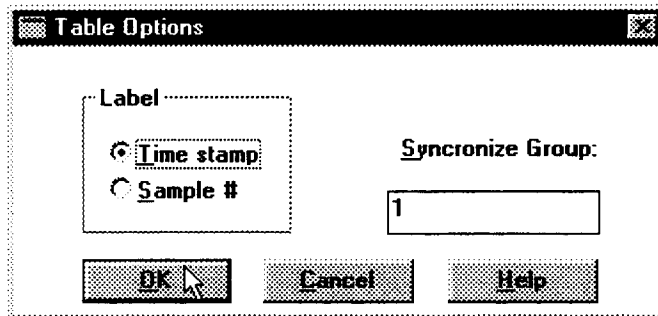 Table Options
Label
Time stamp
Sample #
Syncronize Group:
1
OK
Cancel
Help